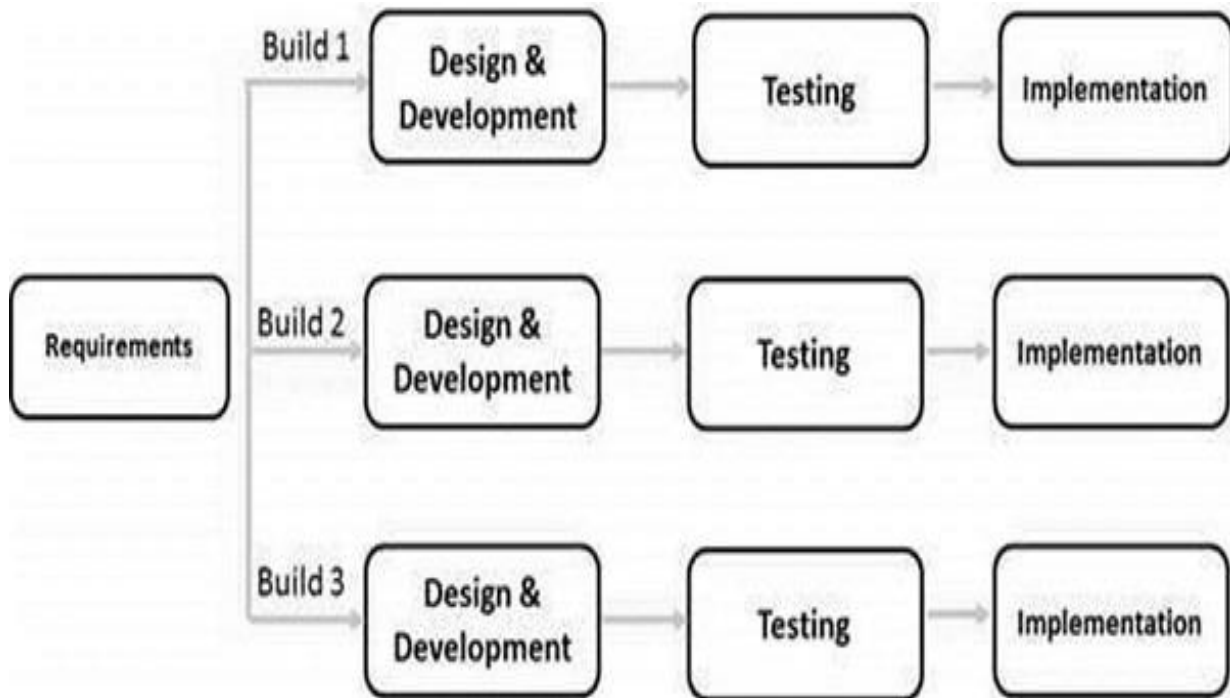 Build 1
Design &
Development
Testing
Implementation
Requirements
Build 2
Design &
Development
Testing
Implementation
Build 3
Design &
Development
Testing
Implementation